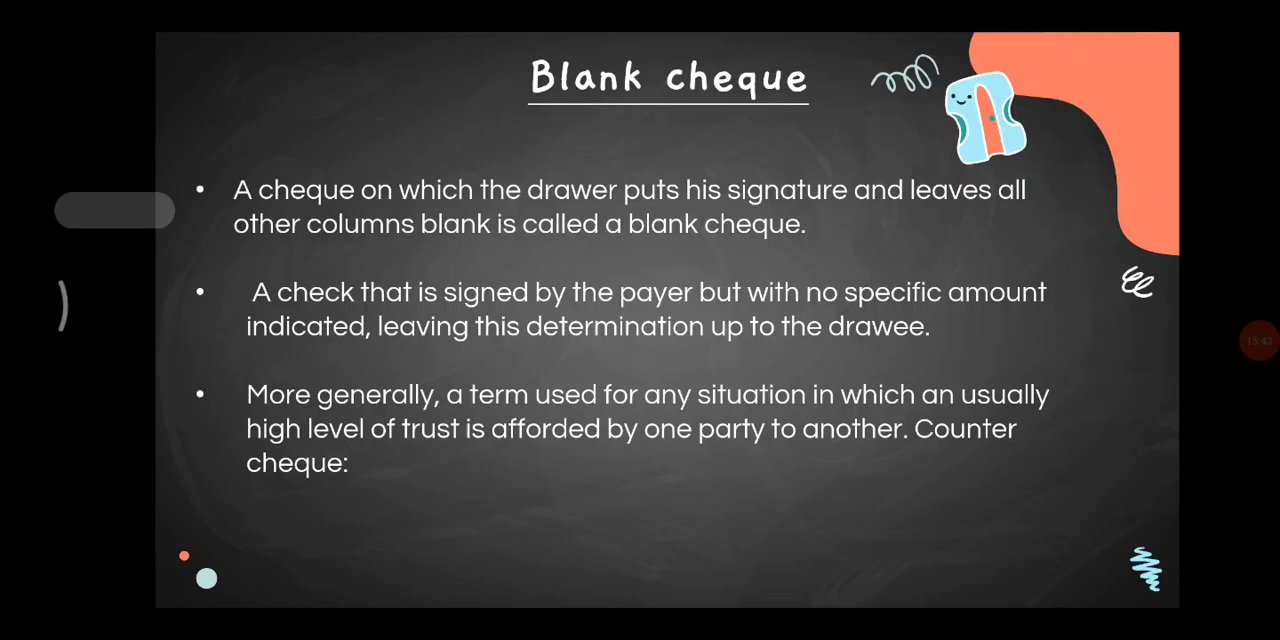 Blank cheque
• A cheque on which the drawer puts his signature and leaves all
other columns blank is called a blank cheque.
• A check that is signed by the payer but with no specific amount
indicated, leaving this determination up to the drawee.
• More generally, a term used for any situation in which an usually
high level of trust is afforded by one party to another. Counter
cheque:
15:43